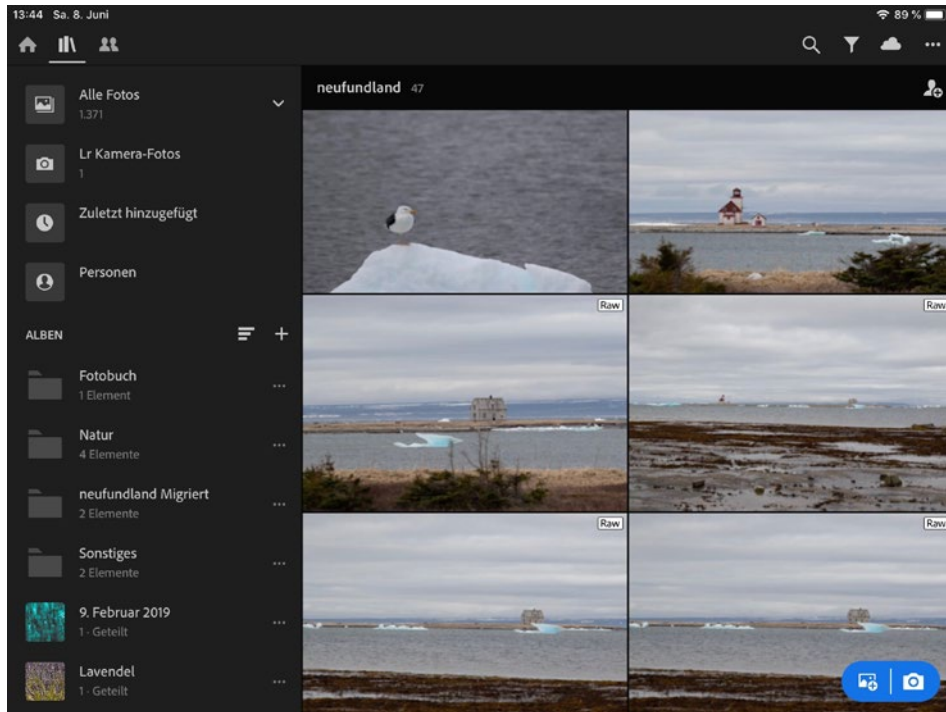 13:44 Sa. 8. Juni
89 %
Alle Fotos
1.371
Lr Kamera-Fotos
1
Zuletzt hinzugefügt
Personen
ALBEN
Fotobuch
1 Element
Natur
4 Elemente
neufundland Migriert
2 Elemente
Sonstiges
2 Elemente
9. Februar 2019
1 · Geteilt
Lavendel
1 · Geteilt
neufundland 47
Raw
Raw
Raw
Raw